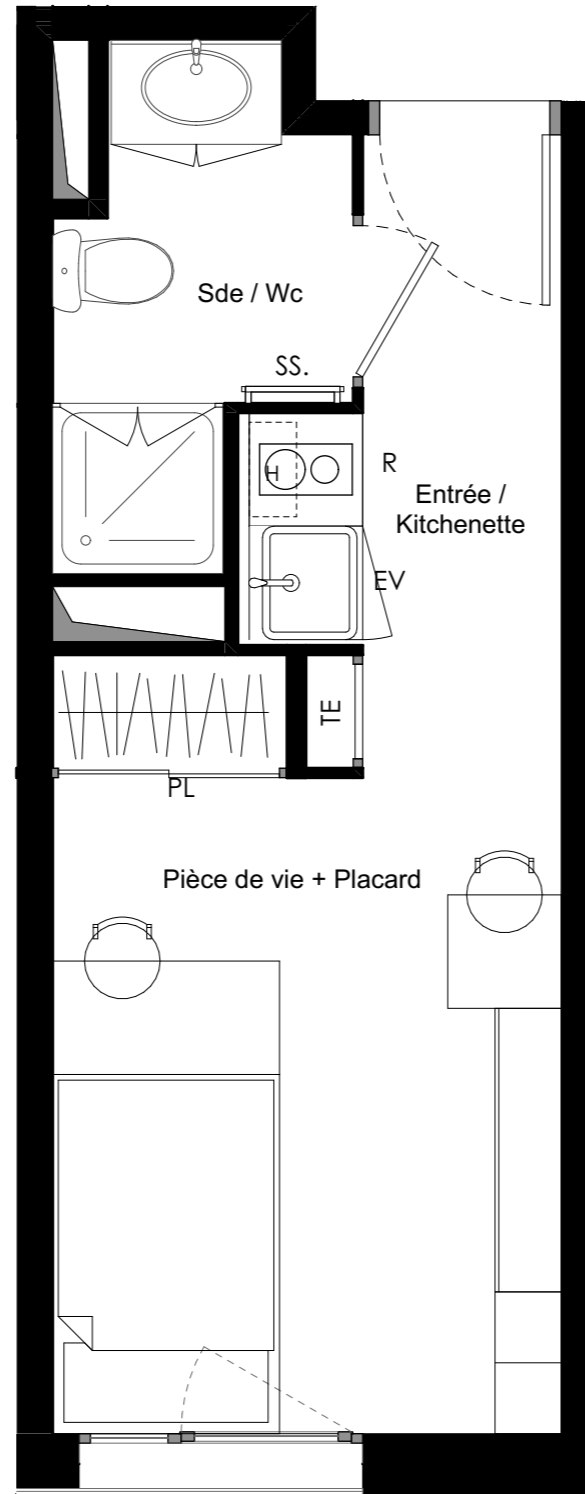 Sde / Wc
SS.
H
R
Entrée /
Kitchenette
EV
TE
PL
Pièce de vie + Placard